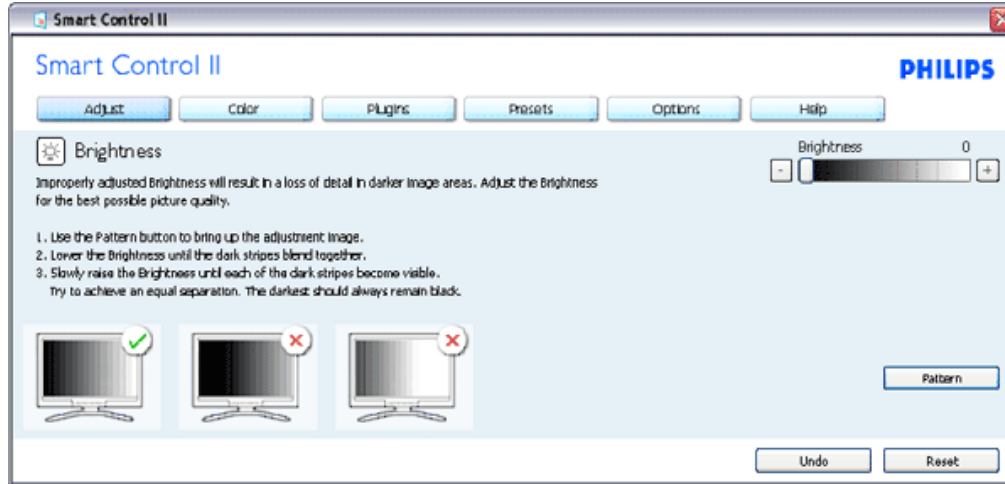 Smart Control II
Smart Control II
PHILIPS
Adjust Color Plugins Presets Options Help
Brightness
Brightness 0
- +
Improperly adjusted Brightness will result in a loss of detail in darker image areas. Adjust the Brightness
for the best possible picture quality.
1. Use the Pattern button to bring up the adjustment image.
2. Lower the Brightness until the dark stripes blend together.
3. Slowly raise the Brightness until each of the dark stripes become visible.
Try to achieve an equal separation. The darkest should always remain black.
Pattern
Undo Reset